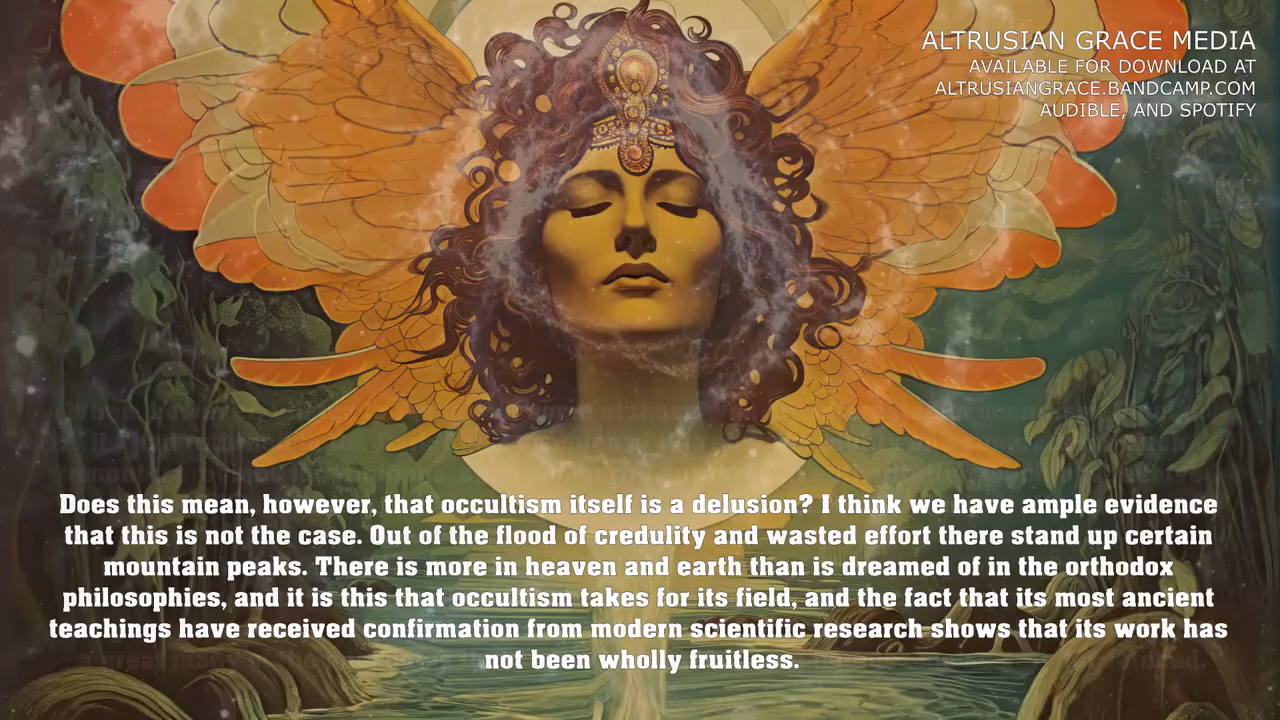 ALTRUSIAN GRACE MEDIA
AVAILABLE FOR DOWNLOAD AT
ALTRUSIANGRACE.BANDCAMP.COM
AUDIBLE, AND SPOTIFY
Does this mean, however, that occultism itself is a delusion? I think we have ample evidence
that this is not the case. Out of the flood of credulity and wasted effort there stand up certain
mountain peaks. There is more in heaven and earth than is dreamed of in the orthodox
philosophies, and it is this that occultism takes for its field, and the fact that its most ancient
teachings have received confirmation from modern scientific research shows that its work has
not been wholly fruitless.